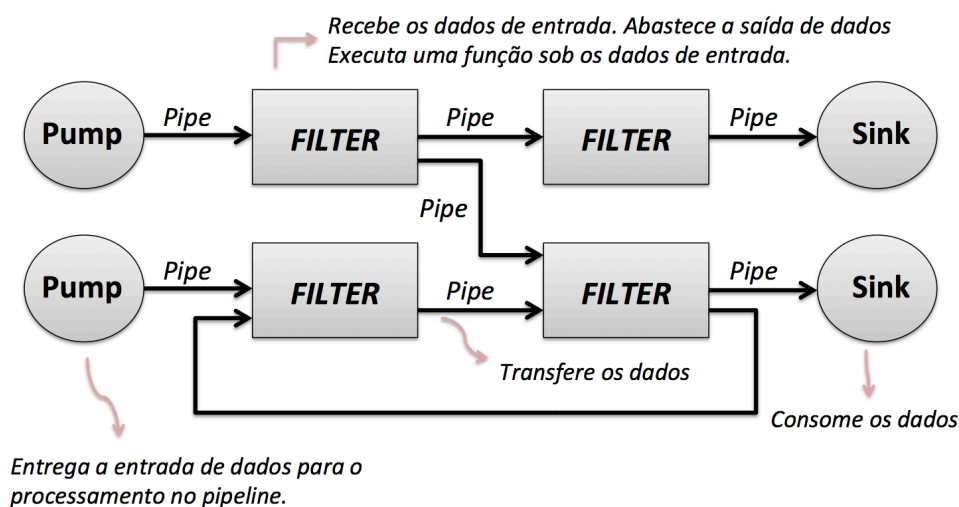 Recebe os dados de entrada. Abastece a saída de dados
Executa uma função sob os dados de entrada.
Pump
Pipe
FILTER
Pipe
FILTER
Pipe
Sink
Pipe
Pump
Pipe
FILTER
Pipe
FILTER
Pipe
Sink
Transfere os dados
Consome os dados
Entrega a entrada de dados para o
processamento no pipeline.